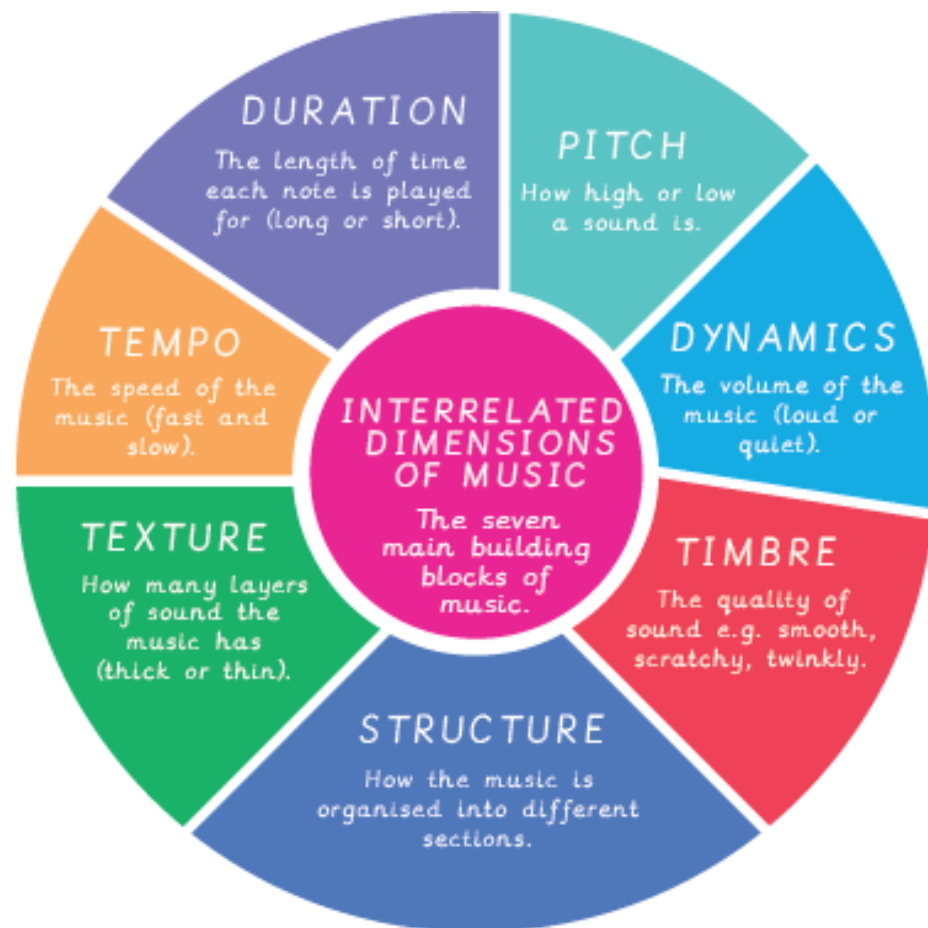 DURATION
The length of time
each note is played
for (long or short).
PITCH
How high or low
a sound is.
DYNAMICS
The volume of the
music (loud or
quiet).
TIMBRE
The quality of
sound e.g. smooth,
scratchy, twinkly.
STRUCTURE
How the music is
organised into different
sections.
TEXTURE
How many layers
of sound the
music has
(thick or thin).
TEMPO
The speed of the
music (fast and
slow).
INTERRELATED
DIMENSIONS
OF MUSIC
The seven
main building
blocks of
music.